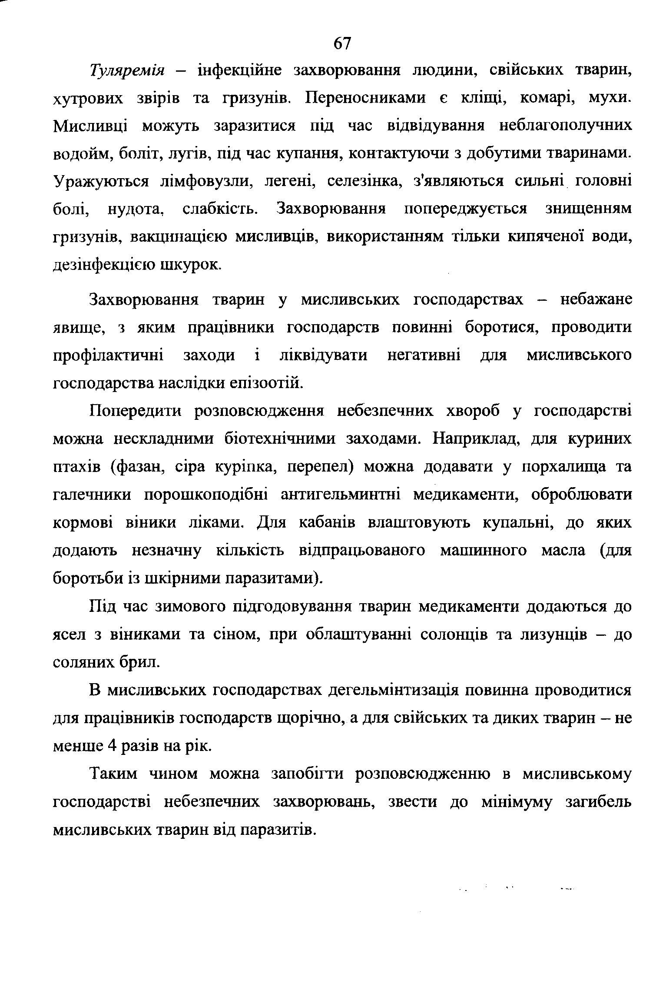 67
Туляремія – інфекційне захворювання людини, свійських тварин,
хутрових звірів та гризунів. Переносниками є кліщі, комарі, мухи.
Мисливці можуть заразитися під час відвідування неблагополучних
водойм, боліт, лугів, під час купання, контактуючи з добутими тваринами.
Уражуються лімфовузли, легені, селезінка, з'являються сильні головні
болі, нудота, слабкість. Захворювання попереджується знищенням
гризунів, вакцинацією мисливців, використанням тільки кипяченої води,
дезінфекцією шкурок.
Захворювання тварин у мисливських господарствах – небажане
явище, з яким працівники господарств повинні боротися, проводити
профілактичні заходи і ліквідувати негативні для мисливського
господарства наслідки епізоотій.
Попередити розповсюдження небезпечних хвороб у господарстві
можна нескладними біотехнічними заходами. Наприклад, для куриних
птахів (фазан, сіра куріпка, перепел) можна додавати у порхалища та
галечники порошкоподібні антигельминтні медикаменти, оброблювати
кормові віники ліками. Для кабанів влаштовують купальні, до яких
додають незначну кількість відпрацьованого машинного масла (для
боротьби із шкірними паразитами).
Під час зимового підгодовування тварин медикаменти додаються до
ясел з віниками та сіном, при облаштуванні солонців та лизунців – до
соляних брил.
В мисливських господарствах дегельмінтизація повинна проводитися
для працівників господарств щорічно, а для свійських та диких тварин – не
менше 4 разів на рік.
Таким чином можна запобігти розповсюдженню в мисливському
господарстві небезпечних захворювань, звести до мінімуму загибель
мисливських тварин від паразитів.